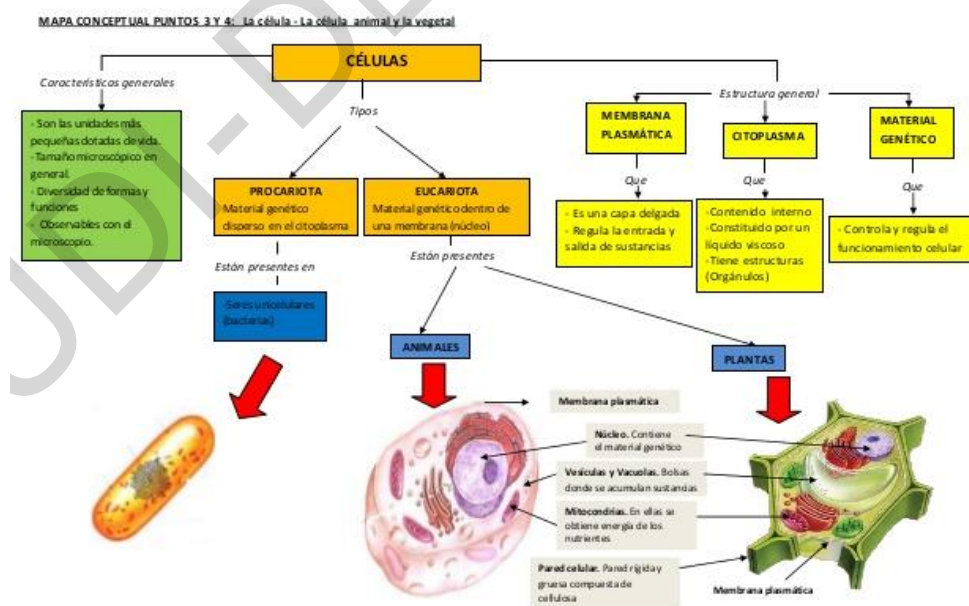 MAPA CONCEPTUAL PUNTOS 3 Y 4: La célula - La célula animal y la vegetal
CÉLULAS
Características generales
- Son las unidades más
pequeñas dotadas de vida.
-Tamaño microscópico en
general.
- Diversidad de formas y
funciones
- Observables con el
microscopio.
Tipos
PROCARIOTA
Material genético
disperso en el citoplasma
EUCARIOTA
Material genético dentro de
una membrana (núcleo)
Están presentes en
-Seres unicelulares
(bacterias)
Están presentes
ANIMALES
PLANTAS
Estructura general
MEMBRANA
PLASMÁTICA
CITOPLASMA
MATERIAL
GENÉTICO
Que
Que
Que
- Es una capa delgada
- Regula la entrada y
salida de sustancias
-Contenido interno
-Constituido por un
líquido viscoso
-Tiene estructuras
(Orgánulos)
- Controla y regula el
funcionamiento celular
Membrana plasmática
Núcleo. Contiene
el material genético
Vesículas y Vacuolas. Bolsas
donde se acumulan sustancias
Mitocondrias. En ellas se
obtiene energía de los
nutrientes
Pared celular. Pared rígida y
gruesa compuesta de
cellulosa
Membrana plasmática